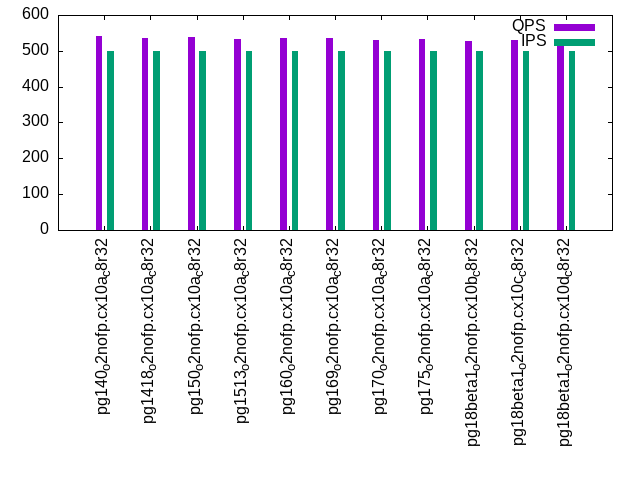 600
500
400
300
200
100
0
QPS
IPS
pg140o2nofp.cx10ac8r32
pg1418o2nofp.cx10ac8r32
pg150o2nofp.cx10ac8r32
pg1513o2nofp.cx10ac8r32
pg160o2nofp.cx10ac8r32
pg169o2nofp.cx10ac8r32
pg170o2nofp.cx10ac8r32
pg175o2nofp.cx10ac8r32
pg18beta1o2nofp.cx10bc8r32
pg18beta1o2nofp.cx10cc8r32
pg18beta1o2nofp.cx10dc8r32